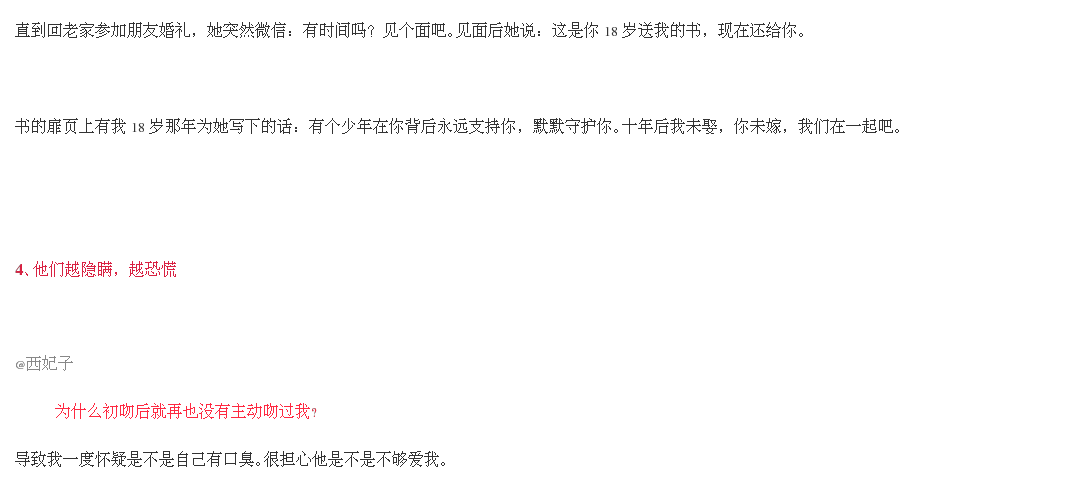 直到回老家参加朋友婚礼，她突然微信：有时间吗？见个面吧。见面后她说：这是你 18 岁送我的书，现在还给你。
书的扉页上有我 18 岁那年为她写下的话：有个少年在你背后永远支持你，默默守护你。十年后我未娶，你未嫁，我们在一起吧。
4、他们越隐瞒，越恐慌
@西妃子
为什么初吻后就再也没有主动吻过我？
导致我一度怀疑是不是自己有口臭。很担心他是不是不够爱我。